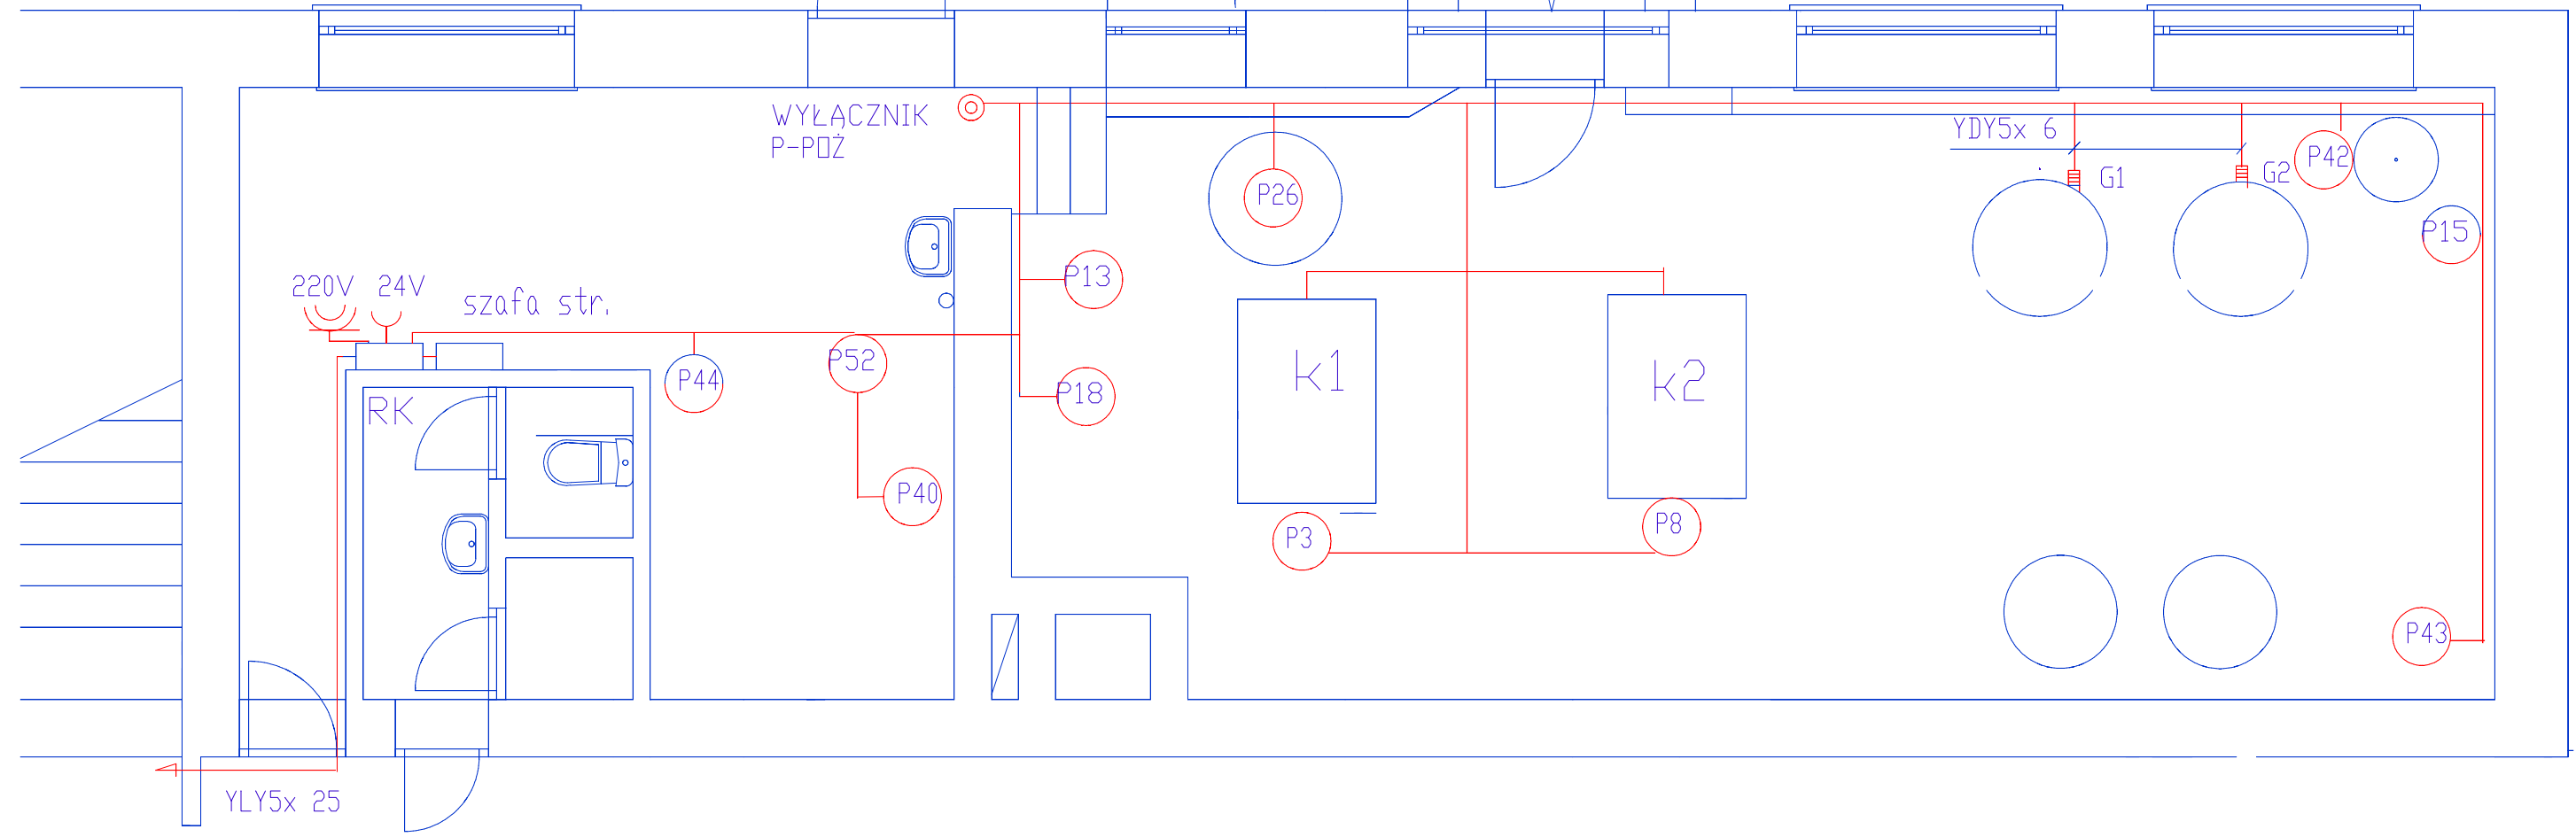 WYŁĄCZNIK
P-POŻ
YDY5x 6
G1
G2
P42
P26
P15
P13
220V
24V
szafa str.
P52
P44
P18
k1
k2
RK
P40
P3
P8
P43
YLY5x 25